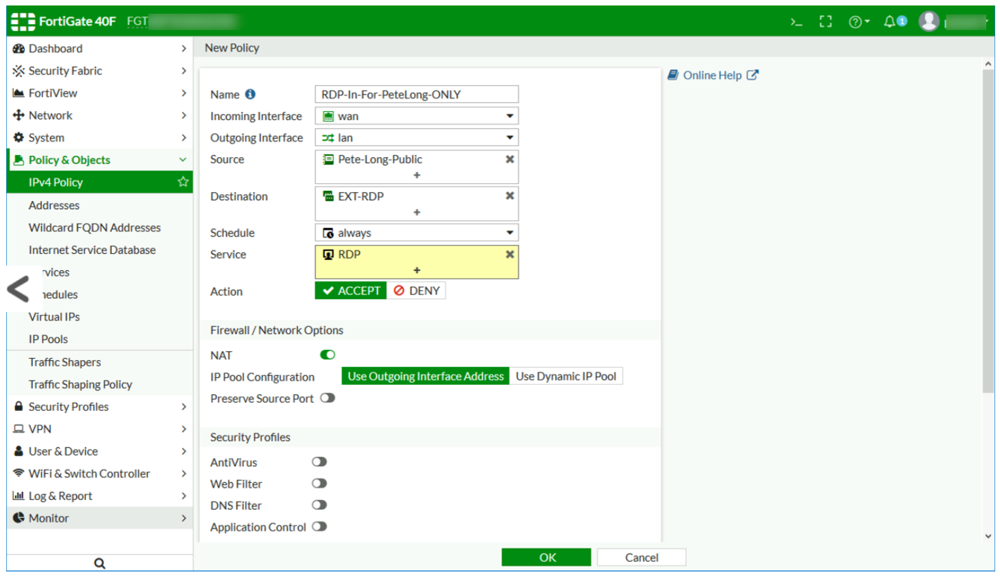 FortiGate 40F FGT
>_ 1
Dashboard
Security Fabric
FortiView
Network
System
Policy & Objects
IPv4 Policy
Addresses
Wildcard FQDN Addresses
Internet Service Database
rvices
hedules
Virtual IPs
IP Pools
Traffic Shapers
Traffic Shaping Policy
Security Profiles
VPN
User & Device
WiFi & Switch Controller
Log & Report
Monitor
New Policy
Name RDP-In-For-PeteLong-ONLY
Incoming Interface wan
Outgoing Interface lan
Source Pete-Long-Public
+
Destination EXT-RDP
+
Schedule always
Service RDP
+
Action ACCEPT DENY
Firewall / Network Options
NAT
IP Pool Configuration Use Outgoing Interface Address Use Dynamic IP Pool
Preserve Source Port
Security Profiles
AntiVirus
Web Filter
DNS Filter
Application Control
OK Cancel
Online Help